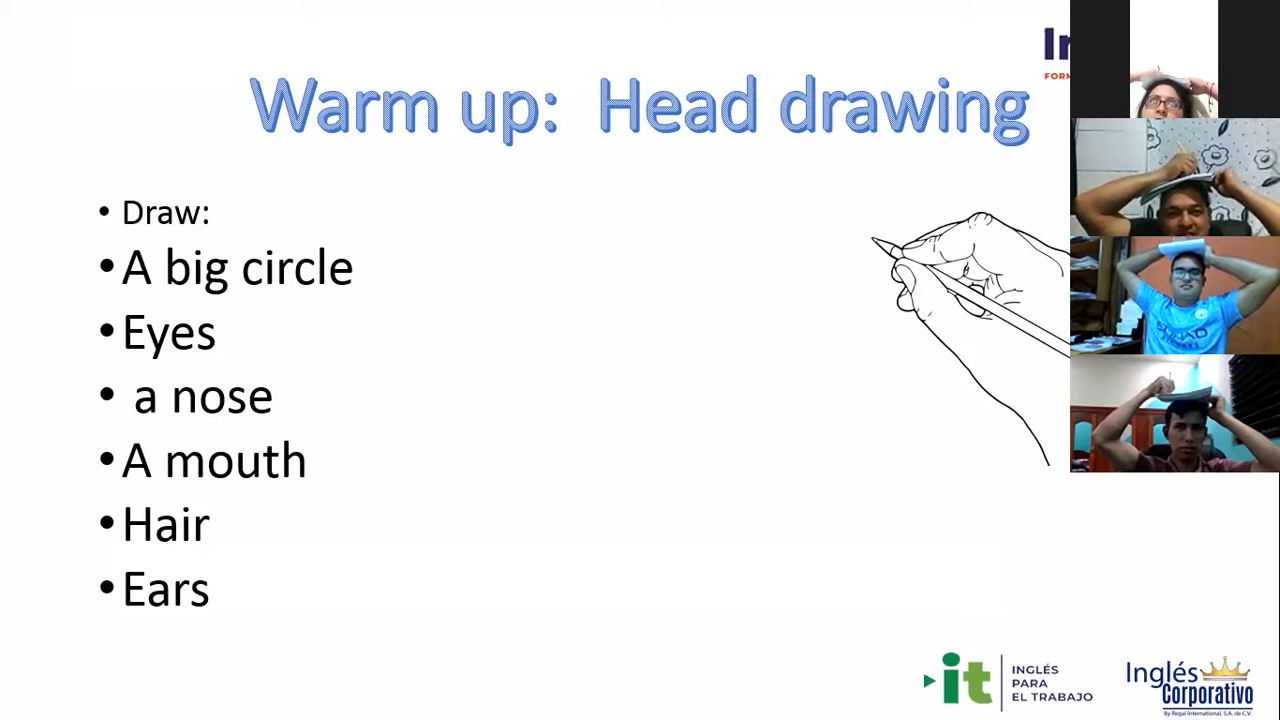 Warm up: Head drawing
• Draw:
•A big circle
•Eyes
• a nose
•A mouth
•Hair
•Ears
it
INGLÉS
PARA
EL TRABAJO
Inglés
Corporativo
By Regal International, S.A. de C.V.